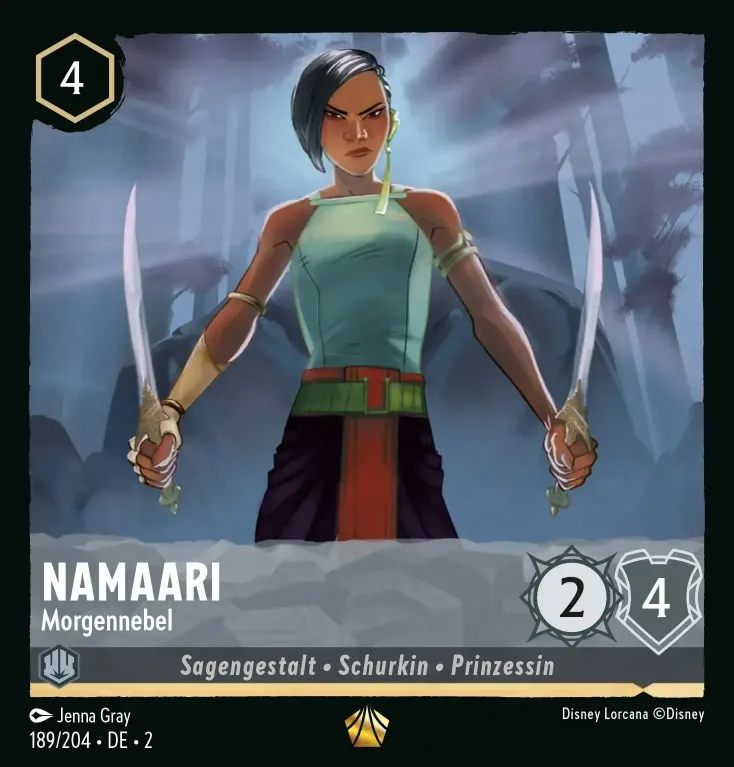 4
NAMAARI
Morgennebel
2
4
Sagengestalt • Schurkin • Prinzessin
Jenna Gray
Disney Lorcana ©Disney
189/204 • DE • 2